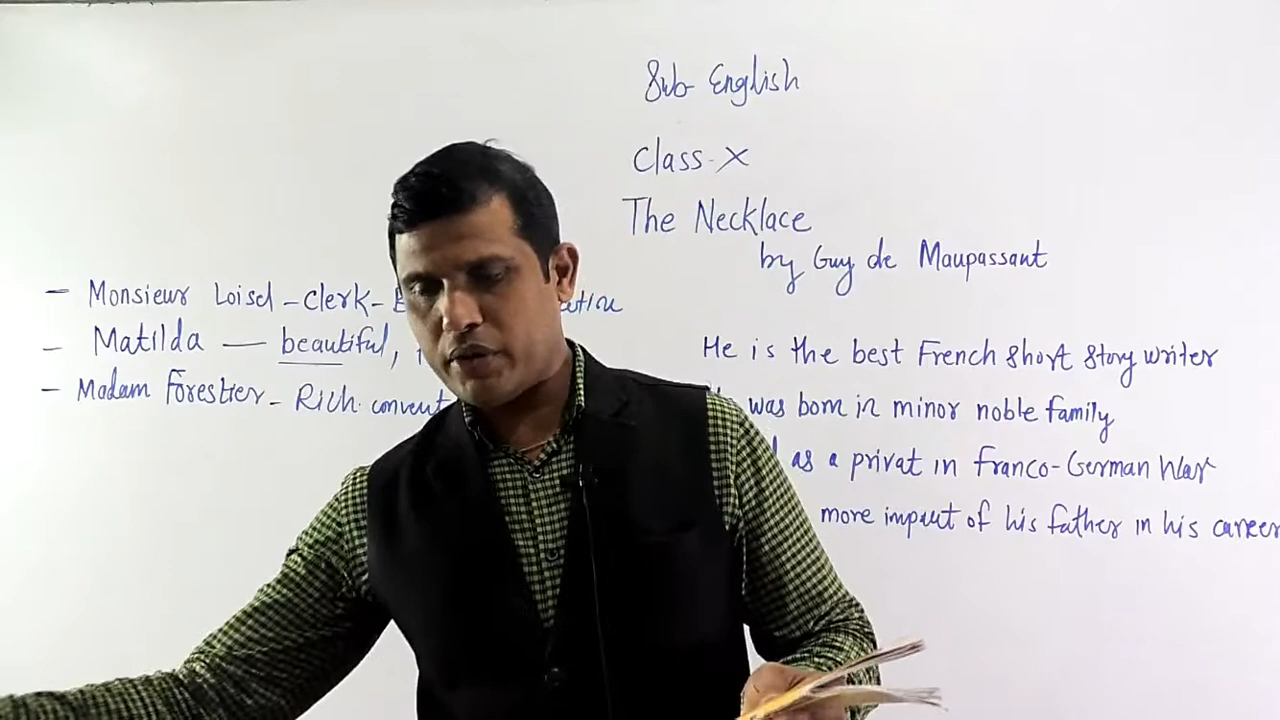 Sub- English
Class- X
The Necklace
by Guy de Maupassant
- Monsieur Loisel - clerk -
- Matilda — beautiful,
- Madam Forestier - Rich. convent
He is the best French short story writer
was born in minor noble family
as a privat in Franco-German War
more impact of his father in his career